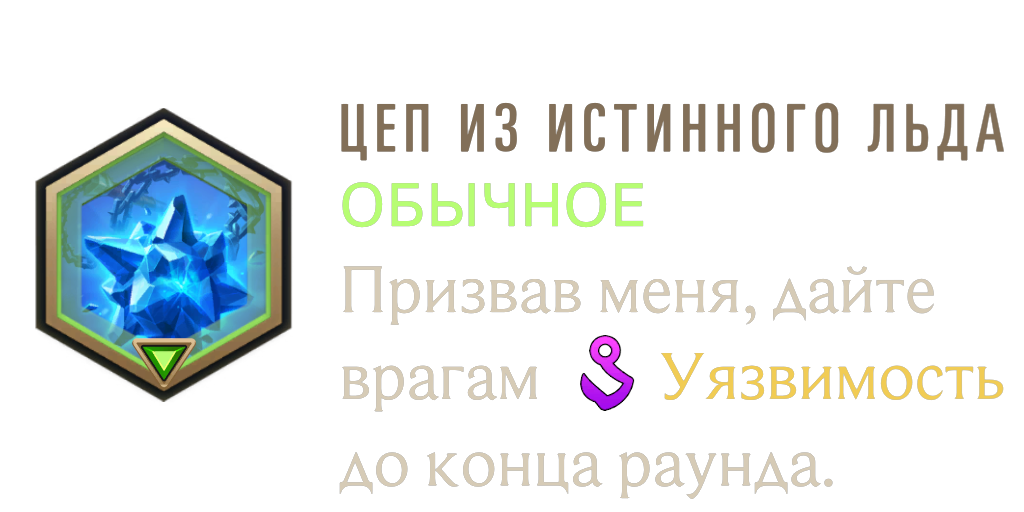 ЦЕП ИЗ ИСТИННОГО ЛЬДА
ОБЫЧНОЕ
Призвав меня, дайте
врагам Уязвимость
до конца раунда.